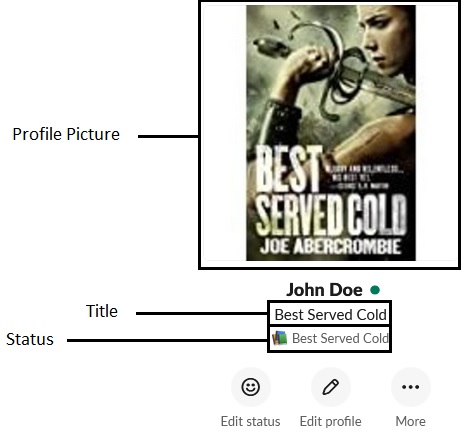 Profile Picture
BEST
BLOODY AND RELENTLESS...
HIS BEST YET.
—GEORGE R. R. MARTIN
SERVED COLD
JOE ABERCROMBIE
John Doe
Title
Best Served Cold
Status
Best Served Cold
Edit status
Edit profile
More